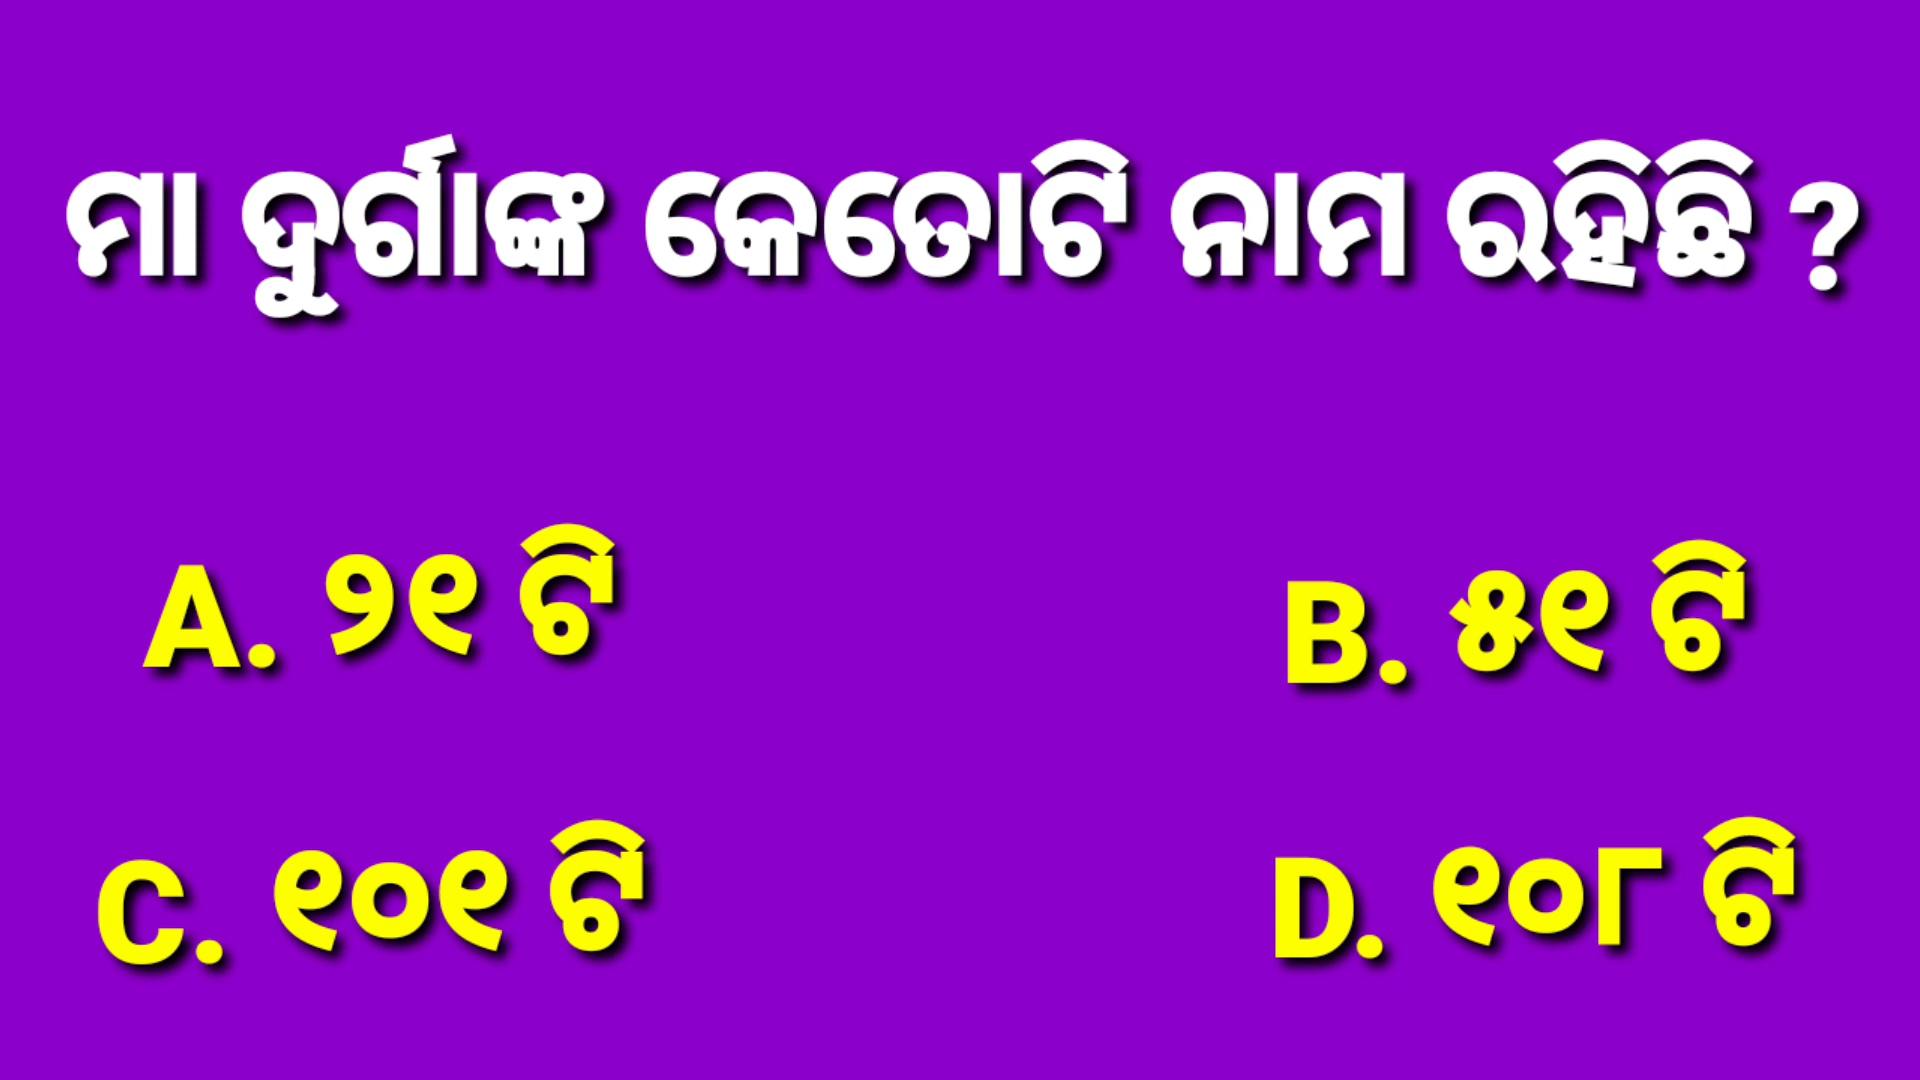 ମା ଦୁର୍ଗାଙ୍କ କେତୋଟି ନାମ ରହିଛି ?
A. ୨୧ ଟି
B. ୫୧ ଟି
C. ୧୦୧ ଟି
D. ୧୦୮ ଟି